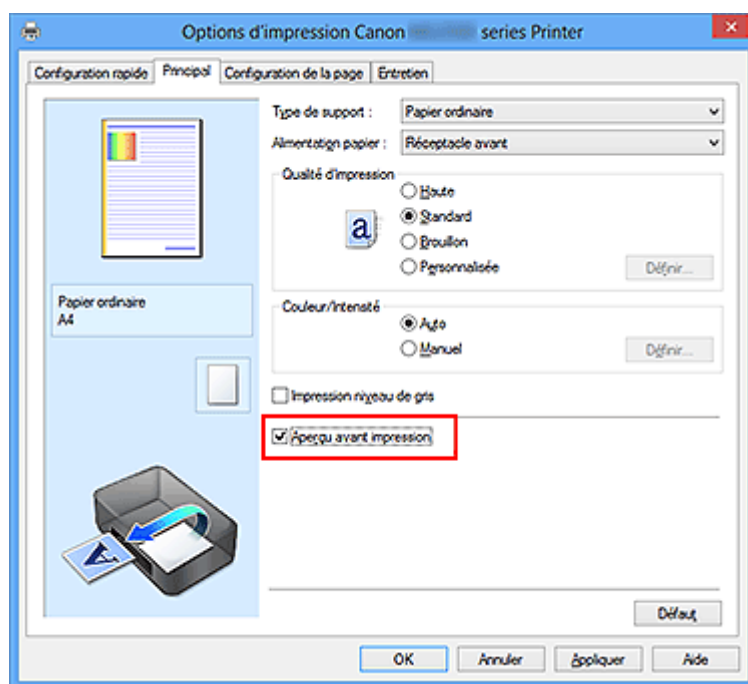 Options d'impression Canon series Printer
Configuration rapide Principal Configuration de la page Entretien
Type de support : Papier ordinaire
Alimentation papier : Réceptacle avant
Qualité d'impression
Haute
a
Standard
Brouillon
Personnalisée Définir...
Papier ordinaire
A4
Couleur/Intensité
Auto
Manuel Définir...
Impression niveau de gris
Aperçu avant impression
A
Défaut
OK Annuler Appliquer Aide